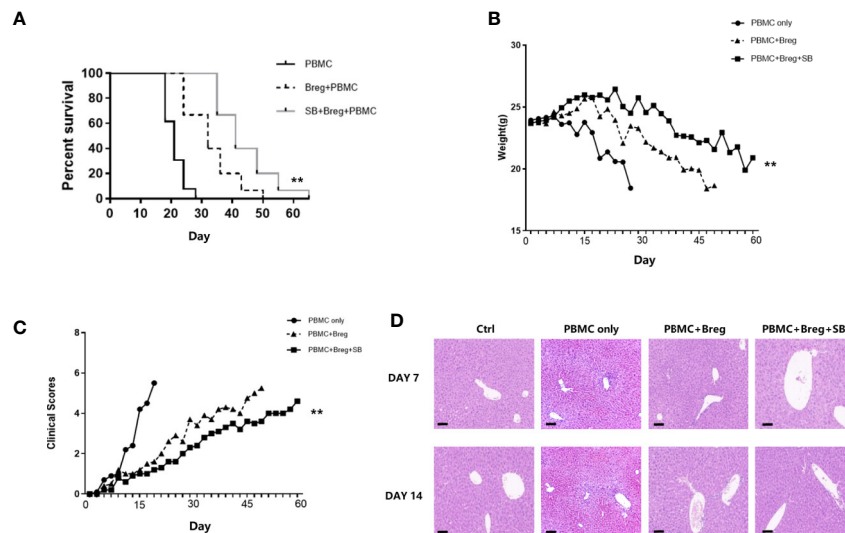 A
PBMC
Breg+PBMC
SB+Breg+PBMC
Percent survival
100
80
60
40
20
0
**
0 10 20 30 40 50 60
Day
B
PBMC only
PBMC+Breg
PBMC+Breg+SB
Weight(g)
30
25
20
15
**
0 15 30 45 60
Day
C
PBMC only
PBMC+Breg
PBMC+Breg+SB
Clinical Scores
8
6
4
2
0
**
0 15 30 45 60
Day
D
Ctrl PBMC only PBMC+Breg PBMC+Breg+SB
DAY 7
DAY 14